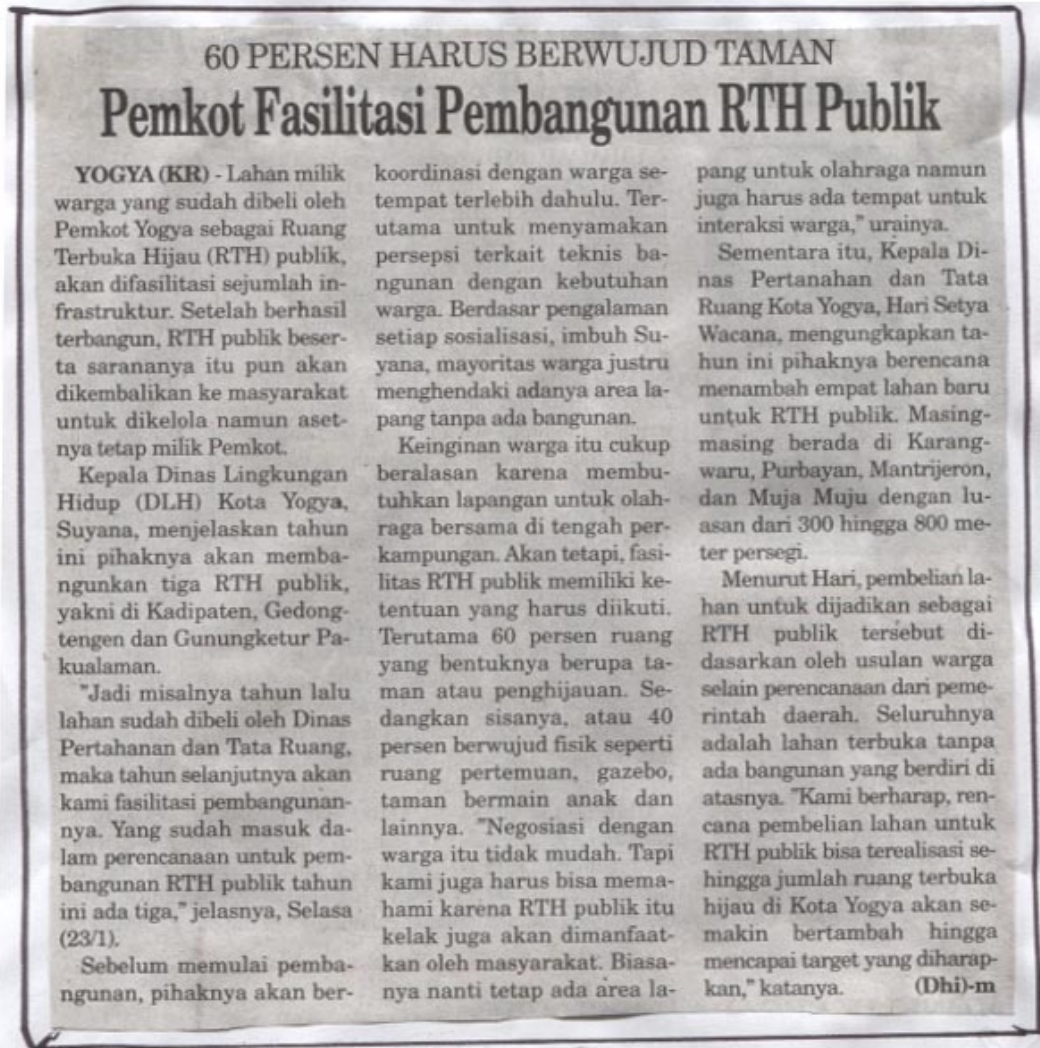 60 PERSEN HARUS BERWUJUD TAMAN
Pemkot Fasilitasi Pembangunan RTH Publik
YOGYA (KR) - Lahan milik
warga yang sudah dibeli oleh
Pemkot Yogya sebagai Ruang
Terbuka Hijau (RTH) publik,
akan difasilitasi sejumlah in-
frastruktur. Setelah berhasil
terbangun, RTH publik beser-
ta sarananya itu pun akan
dikembalikan ke masyarakat
untuk dikelola namun aset-
nya tetap milik Pemkot.
Kepala Dinas Lingkungan
Hidup (DLH) Kota Yogya,
Suyana, menjelaskan tahun
ini pihaknya akan memba-
ngunkan tiga RTH publik,
yakni di Kadipaten, Gedong-
tengen dan Gunungketur Pa-
kualaman.
"Jadi misalnya tahun lalu
lahan sudah dibeli oleh Dinas
Pertahanan dan Tata Ruang,
maka tahun selanjutnya akan
kami fasilitasi pembangunan-
nya. Yang sudah masuk da-
lam perencanaan untuk pem-
bangunan RTH publik tahun
ini ada tiga," jelasnya, Selasa
(23/1).
Sebelum memulai pemba-
ngunan, pihaknya akan ber-
koordinasi dengan warga se-
tempat terlebih dahulu. Ter-
utama untuk menyamakan
persepsi terkait teknis ba-
ngunan dengan kebutuhan
warga. Berdasar pengalaman
setiap sosialisasi, imbuh Su-
yana, mayoritas warga justru
menghendaki adanya area la-
pang tanpa ada bangunan.
Keinginan warga itu cukup
beralasan karena membu-
tuhkan lapangan untuk olah-
raga bersama di tengah per-
kampungan. Akan tetapi, fasi-
litas RTH publik memiliki ke-
tentuan yang harus diikuti.
Terutama 60 persen ruang
yang bentuknya berupa ta-
man atau penghijauan. Se-
dangkan sisanya, atau 40
persen berwujud fisik seperti
ruang pertemuan, gazebo,
taman bermain anak dan
lainnya. "Negosiasi dengan
warga itu tidak mudah. Tapi
kami juga harus bisa mema-
hami karena RTH publik itu
kelak juga akan dimanfaat-
kan oleh masyarakat. Biasa-
nya nanti tetap ada area la-
pang untuk olahraga namun
juga harus ada tempat untuk
interaksi warga," urainya.
Sementara itu, Kepala Di-
nas Pertanahan dan Tata
Ruang Kota Yogya, Hari Setya
Wacana, mengungkapkan ta-
hun ini pihaknya berencana
menambah empat lahan baru
untuk RTH publik. Masing-
masing berada di Karang-
waru, Purbayan, Mantrijeron,
dan Muja Muju dengan lu-
asan dari 300 hingga 800 me-
ter persegi.
Menurut Hari, pembelian la-
han untuk dijadikan sebagai
RTH publik tersebut di-
dasarkan oleh usulan warga
selain perencanaan dari peme-
rintah daerah. Seluruhnya
adalah lahan terbuka tanpa
ada bangunan yang berdiri di
atasnya. "Kami berharap, ren-
cana pembelian lahan untuk
RTH publik bisa terealisasi se-
hingga jumlah ruang terbuka
hijau di Kota Yogya akan se-
makin bertambah hingga
mencapai target yang diharap-
kan," katanya. (Dhi)-m